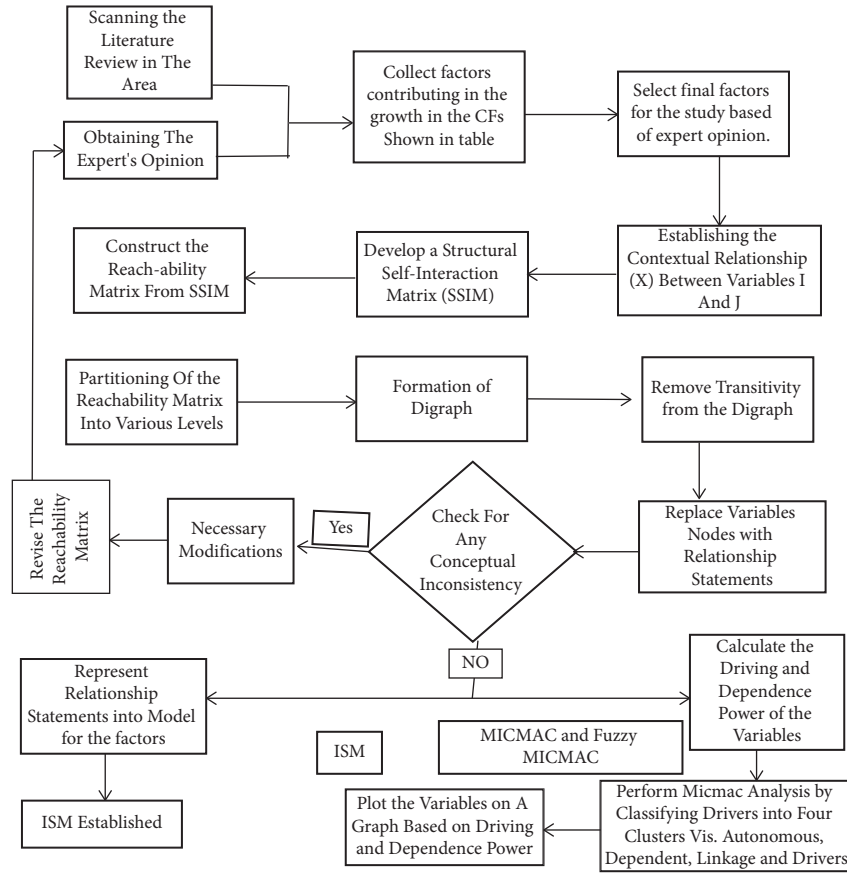 Scanning the
Literature
Review in The
Area
Obtaining The
Expert's Opinion
Collect factors
contributing in the
growth in the CFs
Shown in table
Select final factors
for the study based
of expert opinion.
Establishing the
Contextual Relationship
(X) Between Variables I
And J
Develop a Structural
Self-Interaction
Matrix (SSIM)
Construct the
Reach-ability
Matrix From SSIM
Partitioning Of the
Reachability Matrix
Into Various Levels
Formation of
Digraph
Remove Transitivity
from the Digraph
Replace Variables
Nodes with
Relationship
Statements
Check For
Any
Conceptual
Inconsistency
Yes
Necessary
Modifications
Revise The
Reachability
Matrix
NO
Represent
Relationship
Statements into Model
for the factors
ISM Established
ISM
MICMAC and Fuzzy
MICMAC
Calculate the
Driving and
Dependence
Power of the
Variables
Perform Micmac Analysis by
Classifying Drivers into Four
Clusters Vis. Autonomous,
Dependent, Linkage and Drivers
Plot the Variables on A
Graph Based on Driving
and Dependence Power